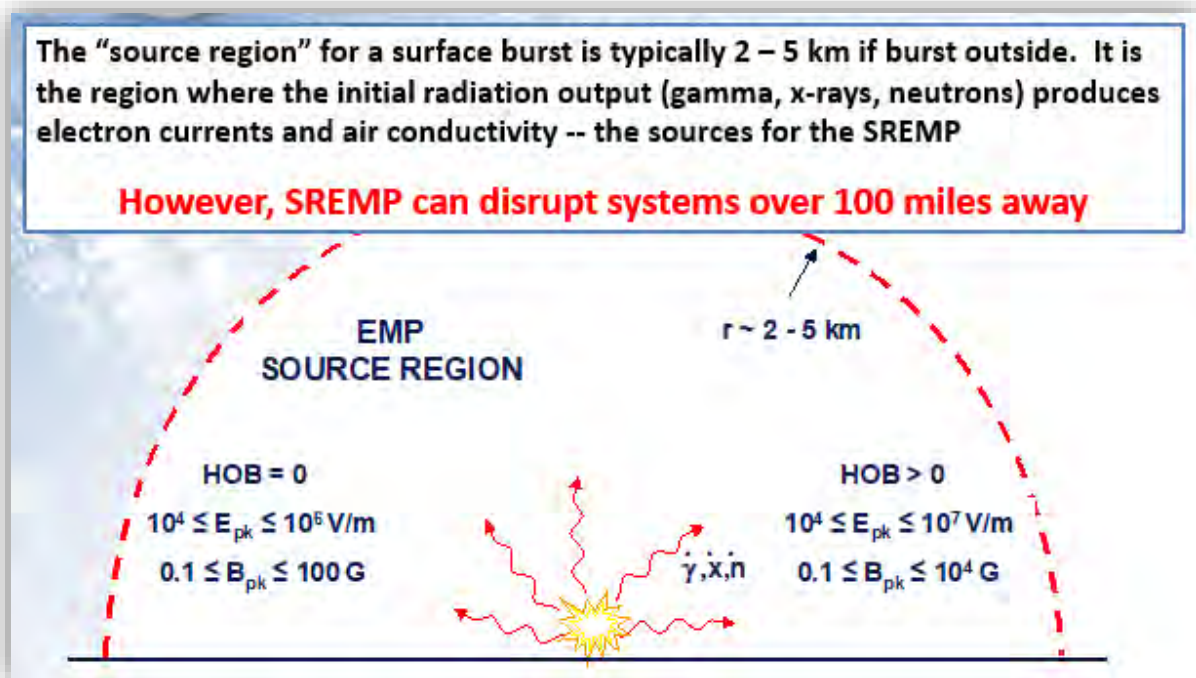 The “source region” for a surface burst is typically 2 – 5 km if burst outside.  It is
the region where the initial radiation output (gamma, x-rays, neutrons) produces
electron currents and air conductivity -- the sources for the SREMP
However, SREMP can disrupt systems over 100 miles away
EMP
SOURCE REGION
r ~ 2 - 5 km
HOB = 0
10⁴ ≤ E_pk ≤ 10⁶ V/m
0.1 ≤ B_pk ≤ 100 G
γ̇,ẋ,ṅ
HOB > 0
10⁴ ≤ E_pk ≤ 10⁷ V/m
0.1 ≤ B_pk ≤ 10⁴ G